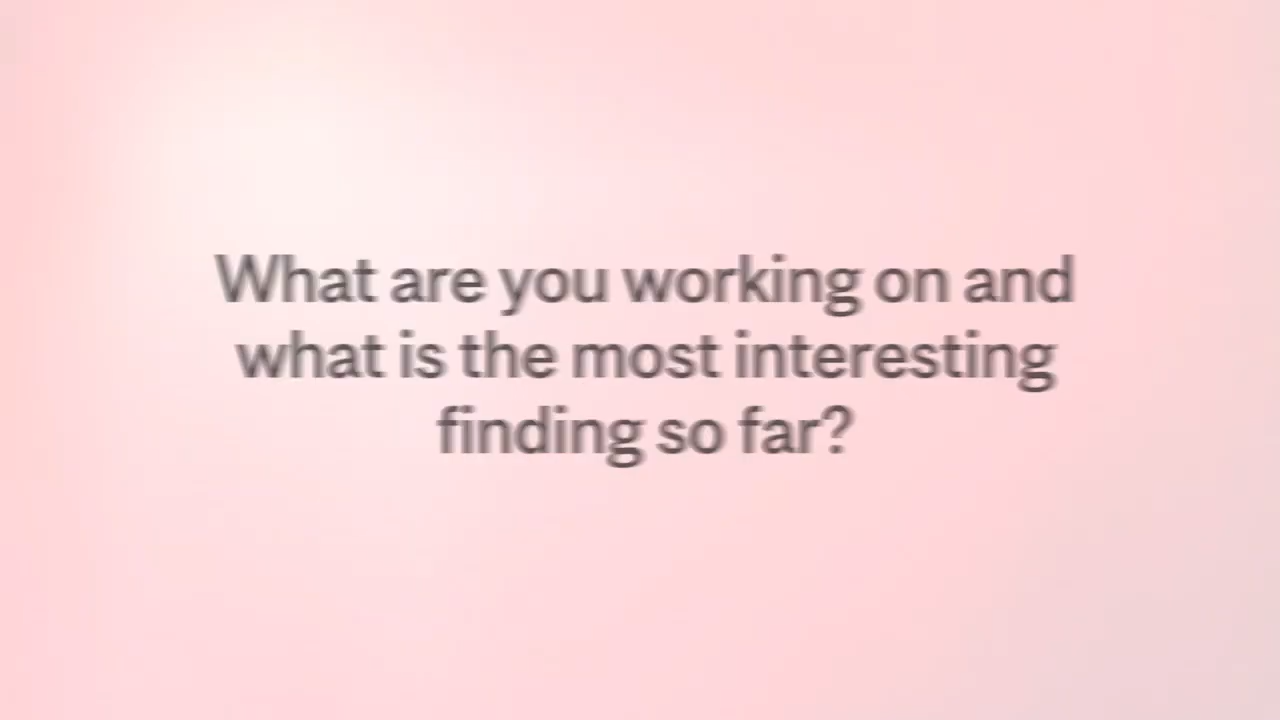 What are you working on and
what is the most interesting
finding so far?